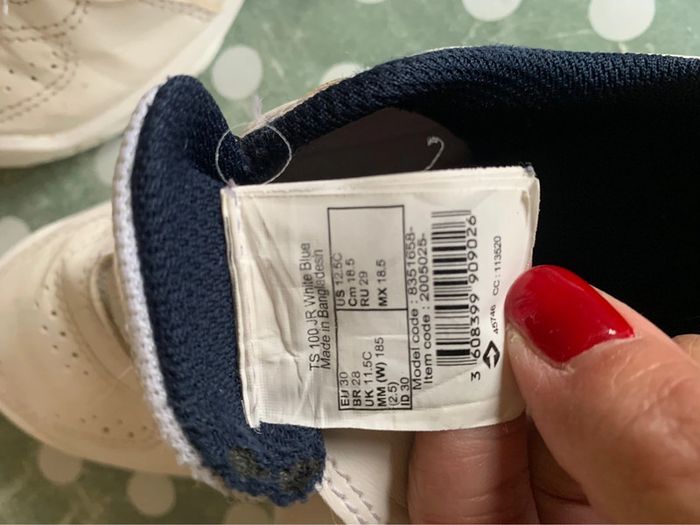 TS 100 JR White Blue
Made in Bangladesh
EU 30
BR 28
UK 11.5C
MM (W) 185
(2.5)
ID 30
US 12.5C
Cm 18.5
RU 29
MX 18.5
Model code : 8351658-
Item code : 2005025-
3 608399 909026
45746 CC : 113520